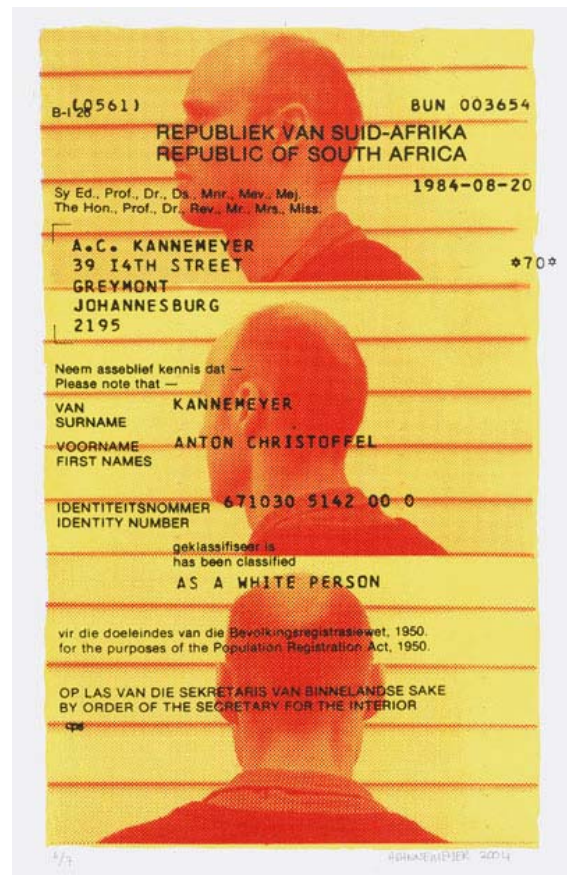 B-I 26 (0561) BUN 003654
REPUBLIEK VAN SUID-AFRIKA
REPUBLIC OF SOUTH AFRICA
1984-08-20
Sy Ed., Prof., Dr., Ds., Mnr., Mev., Mej.
The Hon., Prof., Dr., Rev., Mr., Mrs., Miss.
A.C. KANNEMEYER
39 I4TH STREET *70*
GREYMONT
JOHANNESBURG
2195
Neem asseblief kennis dat —
Please note that —
VAN KANNEMEYER
SURNAME
VOORNAME ANTON CHRISTOFFEL
FIRST NAMES
IDENTITEITSNOMMER 671030 5142 00 0
IDENTITY NUMBER
geklassifiseer is
has been classified
AS A WHITE PERSON
vir die doeleindes van die Bevolkingsregistrasiewet, 1950.
for the purposes of the Population Registration Act, 1950.
OP LAS VAN DIE SEKRETARIS VAN BINNELANDSE SAKE
BY ORDER OF THE SECRETARY FOR THE INTERIOR
cps
2004